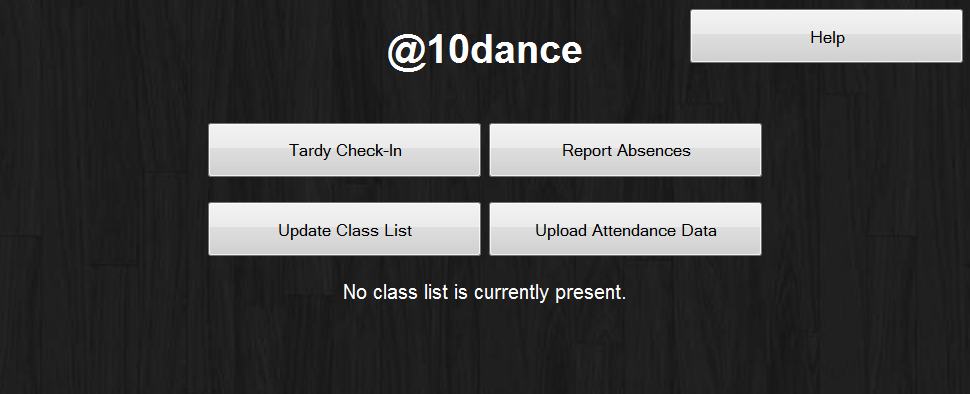 Help
@10dance
Tardy Check-In
Report Absences
Update Class List
Upload Attendance Data
No class list is currently present.